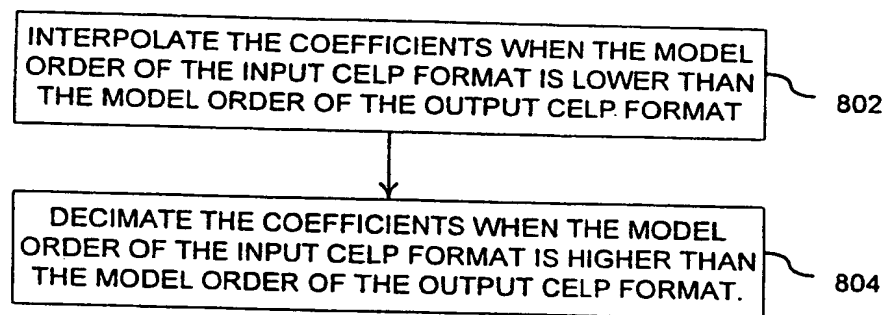 INTERPOLATE THE COEFFICIENTS WHEN THE MODEL
ORDER OF THE INPUT CELP FORMAT IS LOWER THAN
THE MODEL ORDER OF THE OUTPUT CELP FORMAT
802
DECIMATE THE COEFFICIENTS WHEN THE MODEL
ORDER OF THE INPUT CELP FORMAT IS HIGHER THAN
THE MODEL ORDER OF THE OUTPUT CELP FORMAT.
804